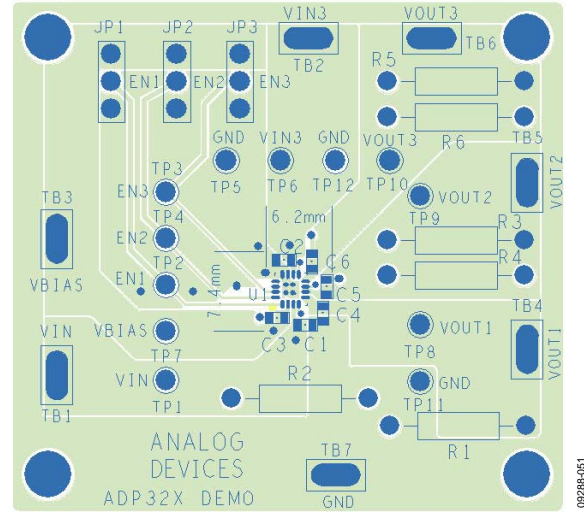 JP1 JP2 JP3 VIN3 VOUT3
TB2 TB6
EN1 EN2 EN3 R5
R6 TB5
GND VIN3 GND VOUT3
TP3 TP5 TP6 TP12 TP10
VOUT2
EN3 TP9 VOUT2
TP4
TB3 6.2mm R3
EN2
TP2 C2 C6 R4
VBIAS EN1 7.4mm U1 C5 TB4
C4
VIN VBIAS C3 C1 VOUT1
TP7 TP8 VOUT1
VIN R2 GND
TB1 TP1 TP11
R1
ANALOG
DEVICES TB7
ADP32X DEMO GND
09288-051